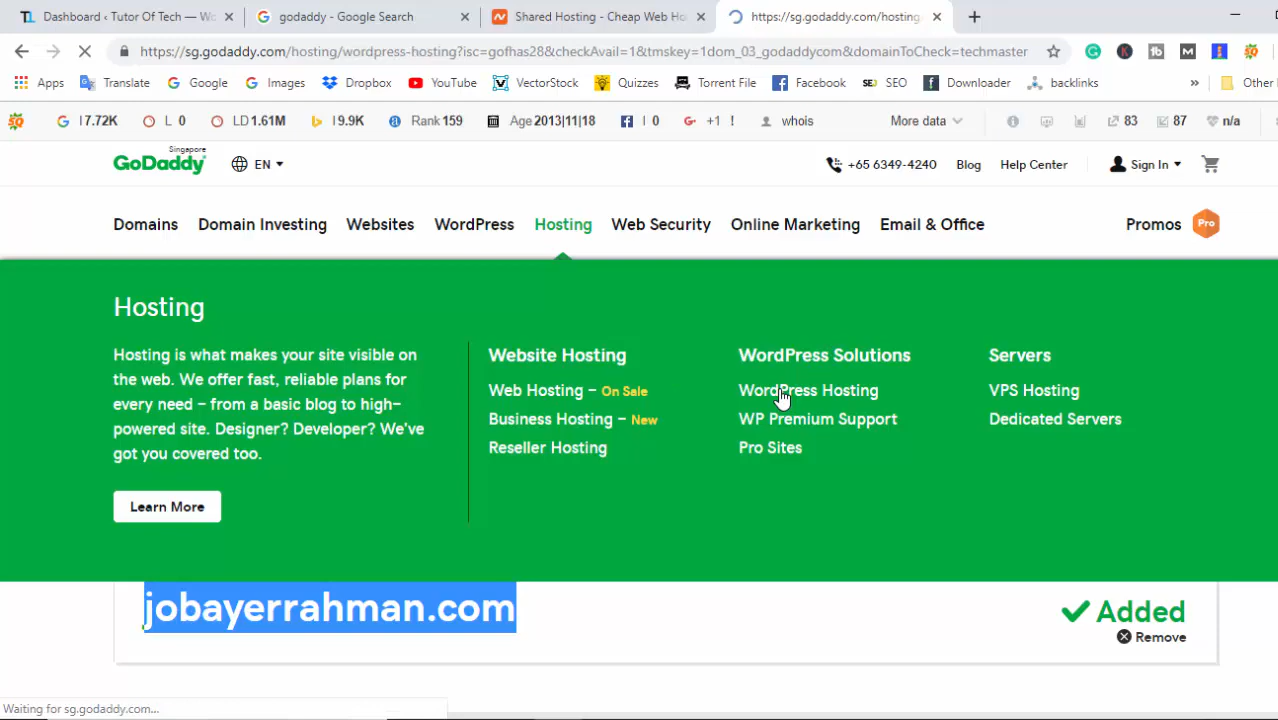 Dashboard ‹ Tutor Of Tech — Wo
godaddy - Google Search
Shared Hosting - Cheap Web Ho
https://sg.godaddy.com/hosting
https://sg.godaddy.com/hosting/wordpress-hosting?isc=gofhas28&checkAvail=1&tmskey=1dom_03_godaddycom&domainToCheck=techmaster
Apps
Translate
Google
Images
Dropbox
YouTube
VectorStock
Quizzes
Torrent File
Facebook
SEO
SEO
Downloader
backlinks
»
Other
I 7.72K
L 0
LD 1.61M
I 9.9K
Rank 159
Age 2013|11|18
I 0
+1 !
whois
More data
83
87
n/a
Singapore
GoDaddy
EN
+65 6349-4240
Blog
Help Center
Sign In
Domains
Domain Investing
Websites
WordPress
Hosting
Web Security
Online Marketing
Email & Office
Promos
Pro
Hosting
Hosting is what makes your site visible on
the web. We offer fast, reliable plans for
every need – from a basic blog to high-
powered site. Designer? Developer? We've
got you covered too.
Learn More
Website Hosting
Web Hosting – On Sale
Business Hosting – New
Reseller Hosting
WordPress Solutions
WordPress Hosting
WP Premium Support
Pro Sites
Servers
VPS Hosting
Dedicated Servers
jobayerrahman.com
Added
Remove
Waiting for sg.godaddy.com...